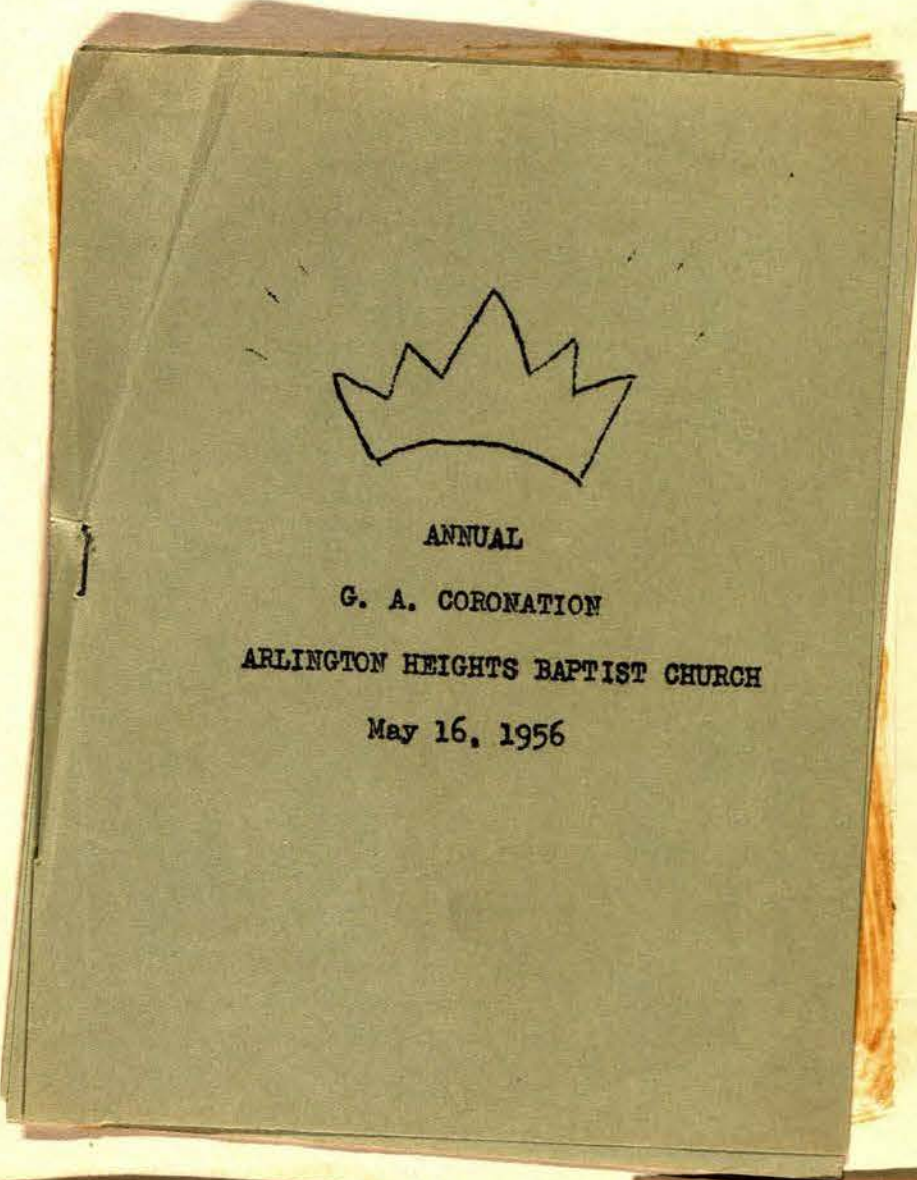 ANNUAL
G. A. CORONATION
ARLINGTON HEIGHTS BAPTIST CHURCH
May 16, 1956